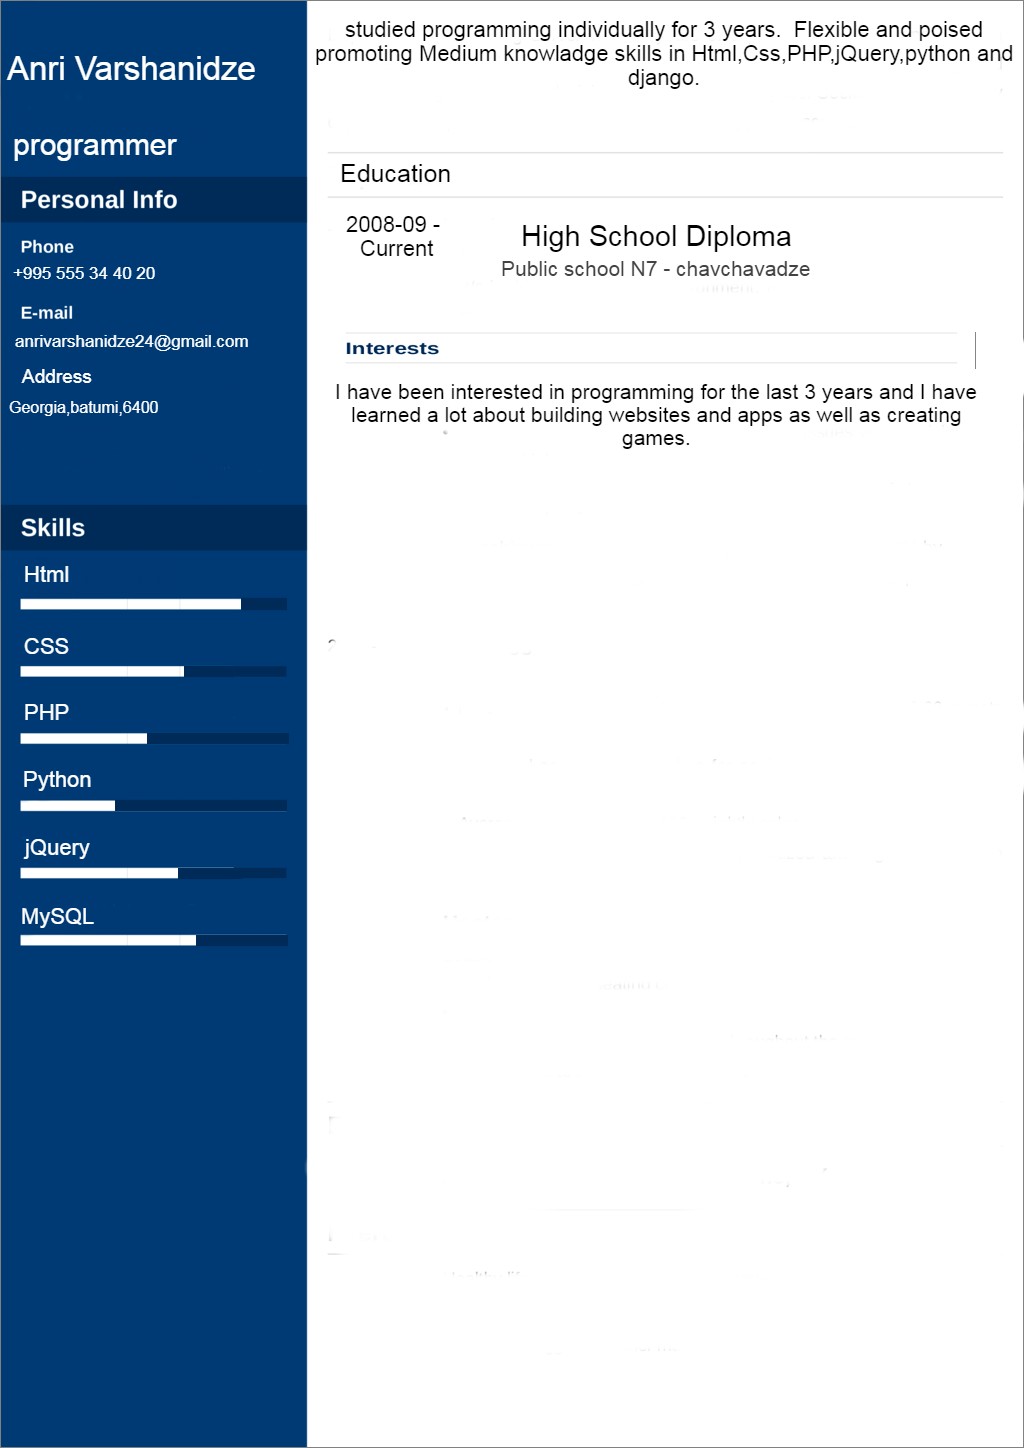 Anri Varshanidze
programmer
Personal Info
Phone
+995 555 34 40 20
E-mail
anrivarshanidze24@gmail.com
Address
Georgia,batumi,6400
Skills
Html
CSS
PHP
Python
jQuery
MySQL
studied programming individually for 3 years.  Flexible and poised
promoting Medium knowladge skills in Html,Css,PHP,jQuery,python and
django.
Education
2008-09 -
Current
High School Diploma
Public school N7 - chavchavadze
Interests
I have been interested in programming for the last 3 years and I have
learned a lot about building websites and apps as well as creating
games.